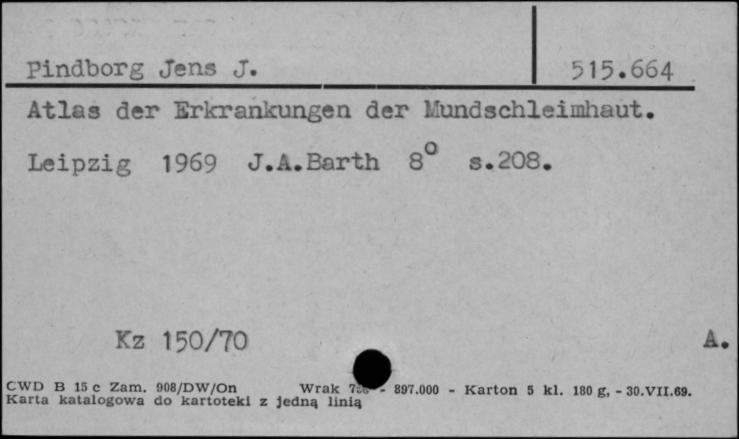 Pindborg Jens J. 515.664
Atlas der Erkrankungen der Mundschleimhaut.
Leipzig 1969 J.A.Barth 8° s.208.
Kz 150/70 A.
CWD B 15 c Zam. 908/DW/On Wrak - 897.000 - Karton 5 kl. 180 g, - 30.VII.69.
Karta katalogowa do kartoteki z jedną linią